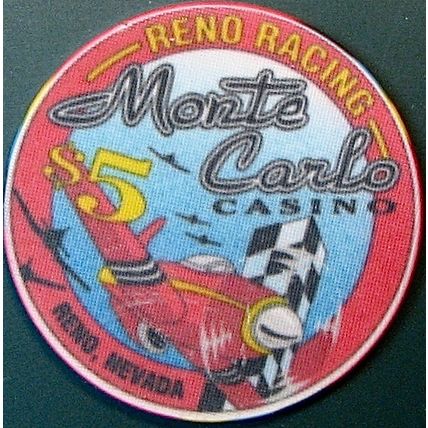 RENO RACING
Monte
Carlo
CASINO
$5
RENO, NEVADA